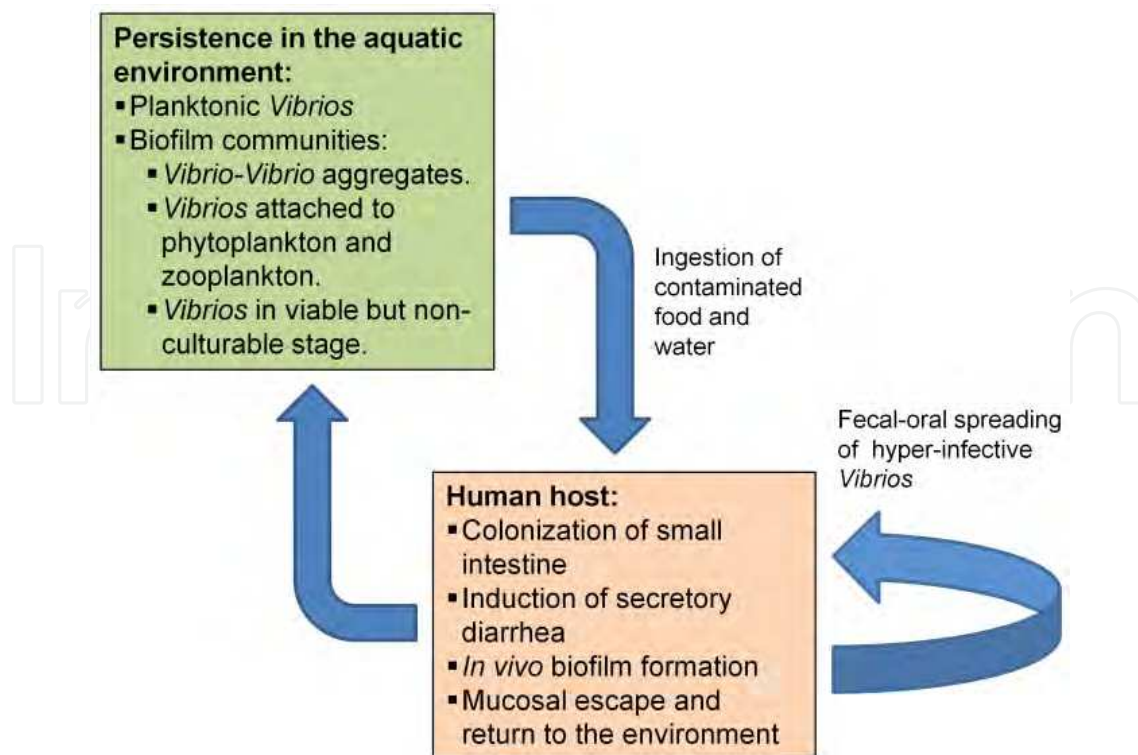 Persistence in the aquatic
environment:
▪Planktonic Vibrios
▪Biofilm communities:
▪Vibrio-Vibrio aggregates.
▪Vibrios attached to
phytoplankton and
zooplankton.
▪Vibrios in viable but non-
culturable stage.
Ingestion of
contaminated
food and
water
Fecal-oral spreading
of hyper-infective
Vibrios
Human host:
▪Colonization of small
intestine
▪Induction of secretory
diarrhea
▪In vivo biofilm formation
▪Mucosal escape and
return to the environment